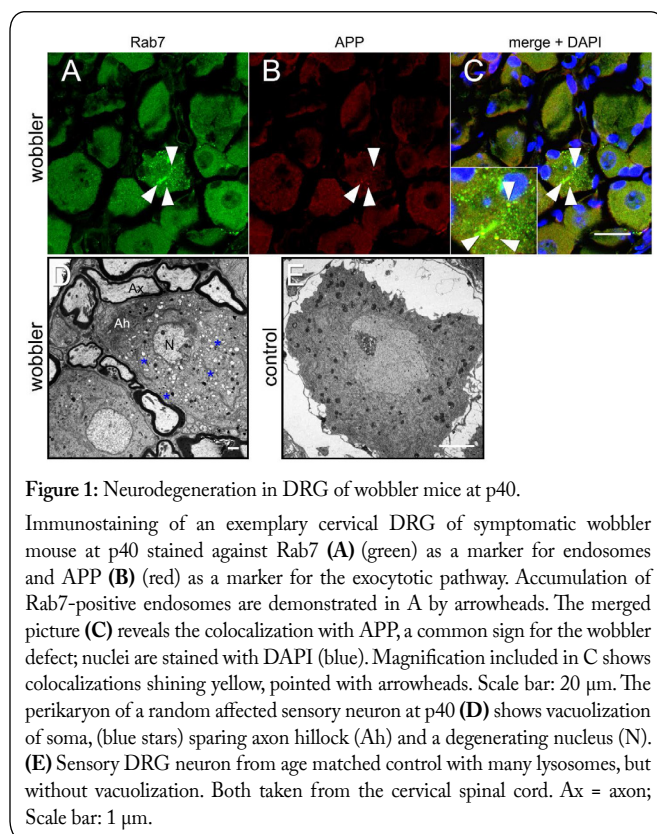 Rab7 APP merge + DAPI
A B C
wobbler
D E
Ax
Ah
N
* * *
wobbler
control
Figure 1: Neurodegeneration in DRG of wobbler mice at p40.
Immunostaining of an exemplary cervical DRG of symptomatic wobbler
mouse at p40 stained against Rab7 (A) (green) as a marker for endosomes
and APP (B) (red) as a marker for the exocytotic pathway. Accumulation of
Rab7-positive endosomes are demonstrated in A by arrowheads. The merged
picture (C) reveals the colocalization with APP, a common sign for the wobbler
defect; nuclei are stained with DAPI (blue). Magnification included in C shows
colocalizations shining yellow, pointed with arrowheads. Scale bar: 20 μm. The
perikaryon of a random affected sensory neuron at p40 (D) shows vacuolization
of soma, (blue stars) sparing axon hillock (Ah) and a degenerating nucleus (N).
(E) Sensory DRG neuron from age matched control with many lysosomes, but
without vacuolization. Both taken from the cervical spinal cord. Ax = axon;
Scale bar: 1 μm.